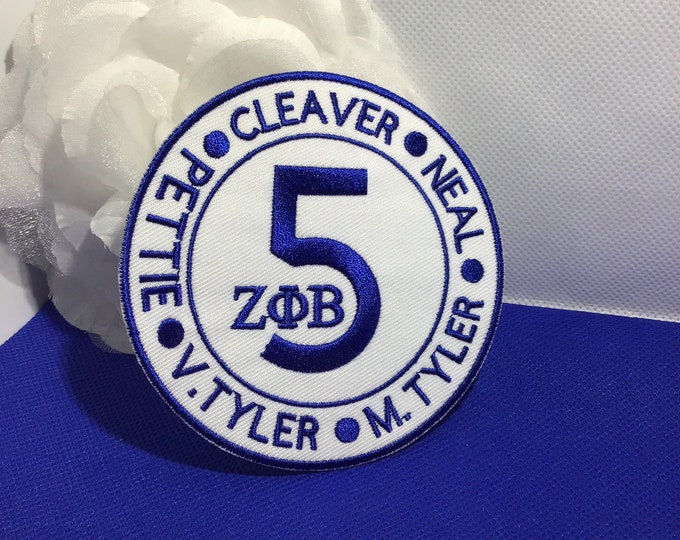 CLEAVER • NEAL • M. TYLER • V. TYLER • PETTIE •
5
ΖΦΒ